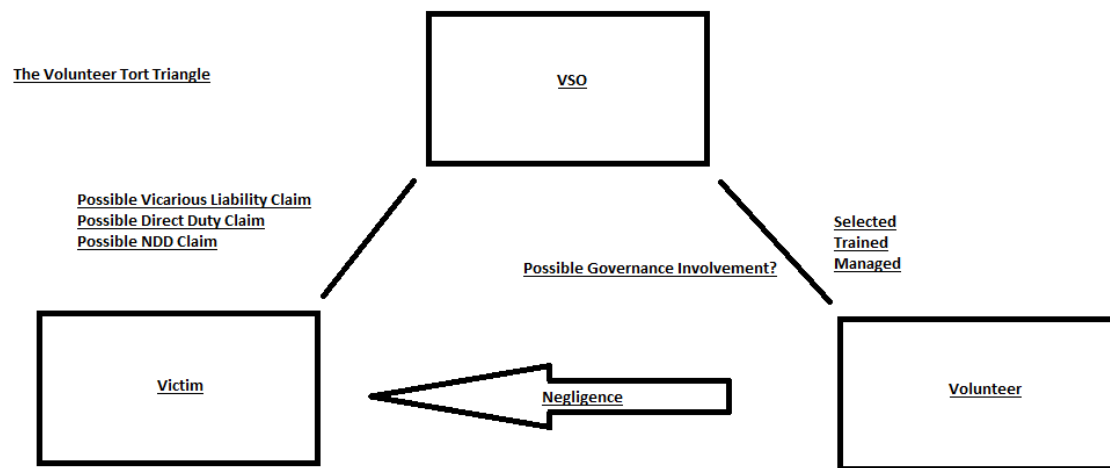 The Volunteer Tort Triangle
VSO
Possible Vicarious Liability Claim
Possible Direct Duty Claim
Possible NDD Claim
Selected
Trained
Managed
Possible Governance Involvement?
Victim
Negligence
Volunteer